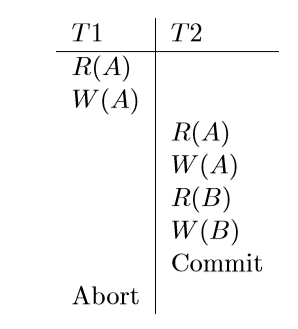 T1 T2
R(A)
W(A)
R(A)
W(A)
R(B)
W(B)
Commit
Abort